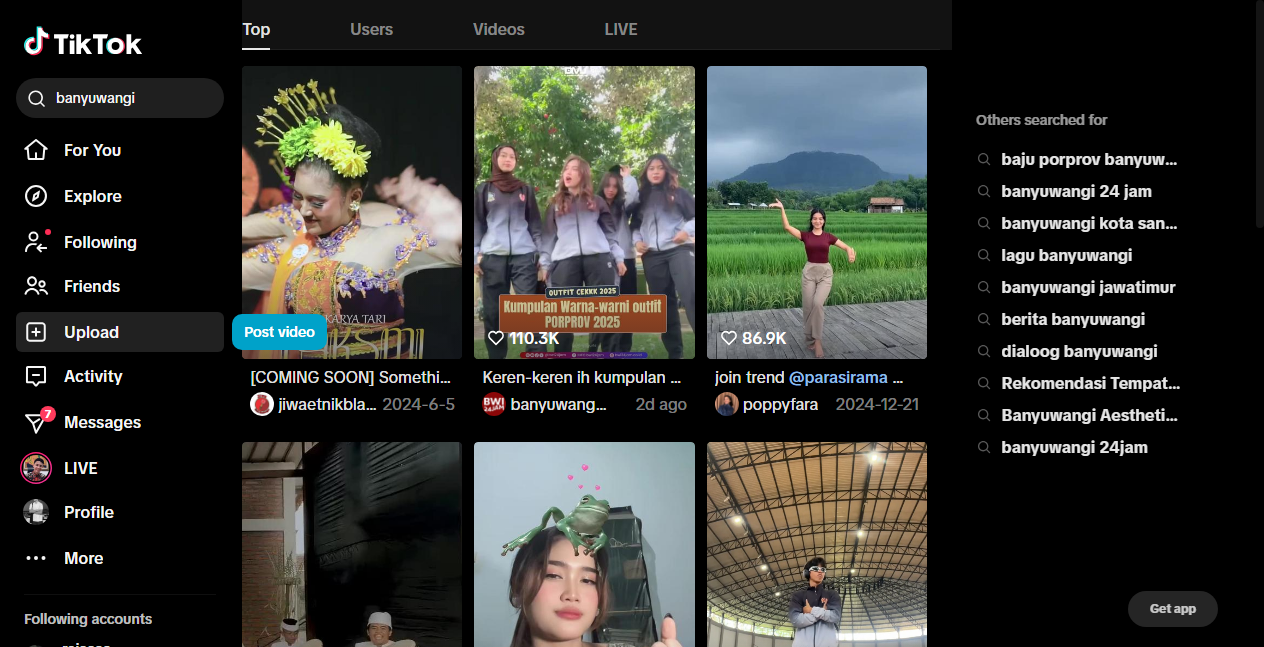 TikTok
banyuwangi
For You
Explore
Following
Friends
Upload
Post video
Activity
7
Messages
LIVE
Profile
More
Following accounts
Top
Users
Videos
LIVE
KARYA TARI
OUTFIT CEKKK 2025
Kumpulan Warna-warni outfit
PORPROV 2025
110.3K
86.9K
[COMING SOON] Somethi...
jiwaetnikbla... 2024-6-5
Keren-keren ih kumpulan ...
BWI
24JAM
banyuwang... 2d ago
join trend @parasirama ...
poppyfara 2024-12-21
Others searched for
baju porprov banyuw...
banyuwangi 24 jam
banyuwangi kota san...
lagu banyuwangi
banyuwangi jawatimur
berita banyuwangi
dialoog banyuwangi
Rekomendasi Tempat...
Banyuwangi Aestheti...
banyuwangi 24jam
Get app